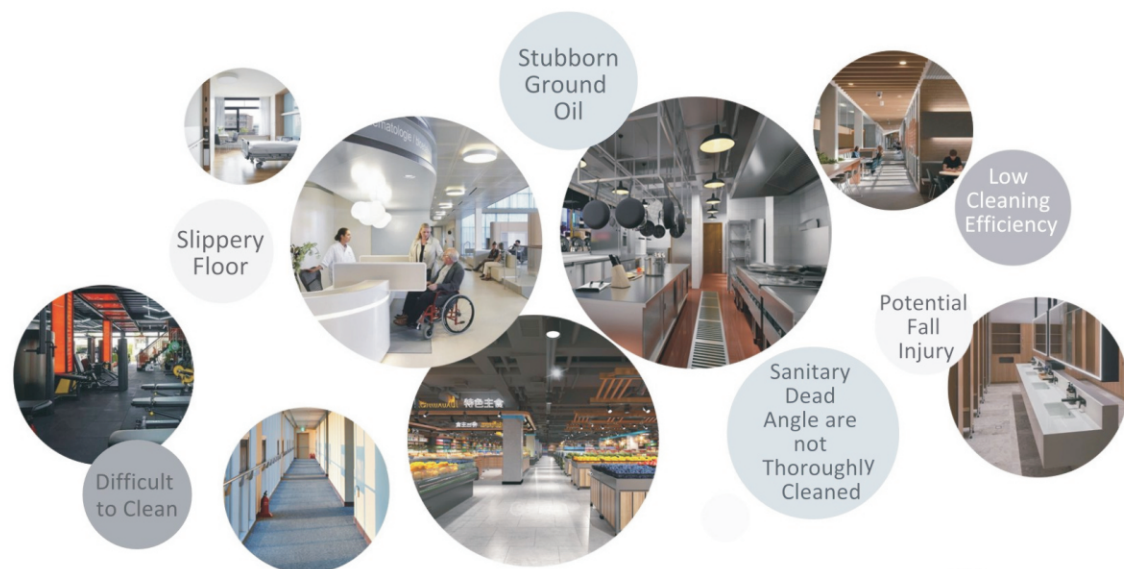 Stubborn
Ground
Oil
Slippery
Floor
Low
Cleaning
Efficiency
Potential
Fall
Injury
Sanitary
Dead
Angle are
not
Thoroughly
Cleaned
Difficult
to Clean
特色主食